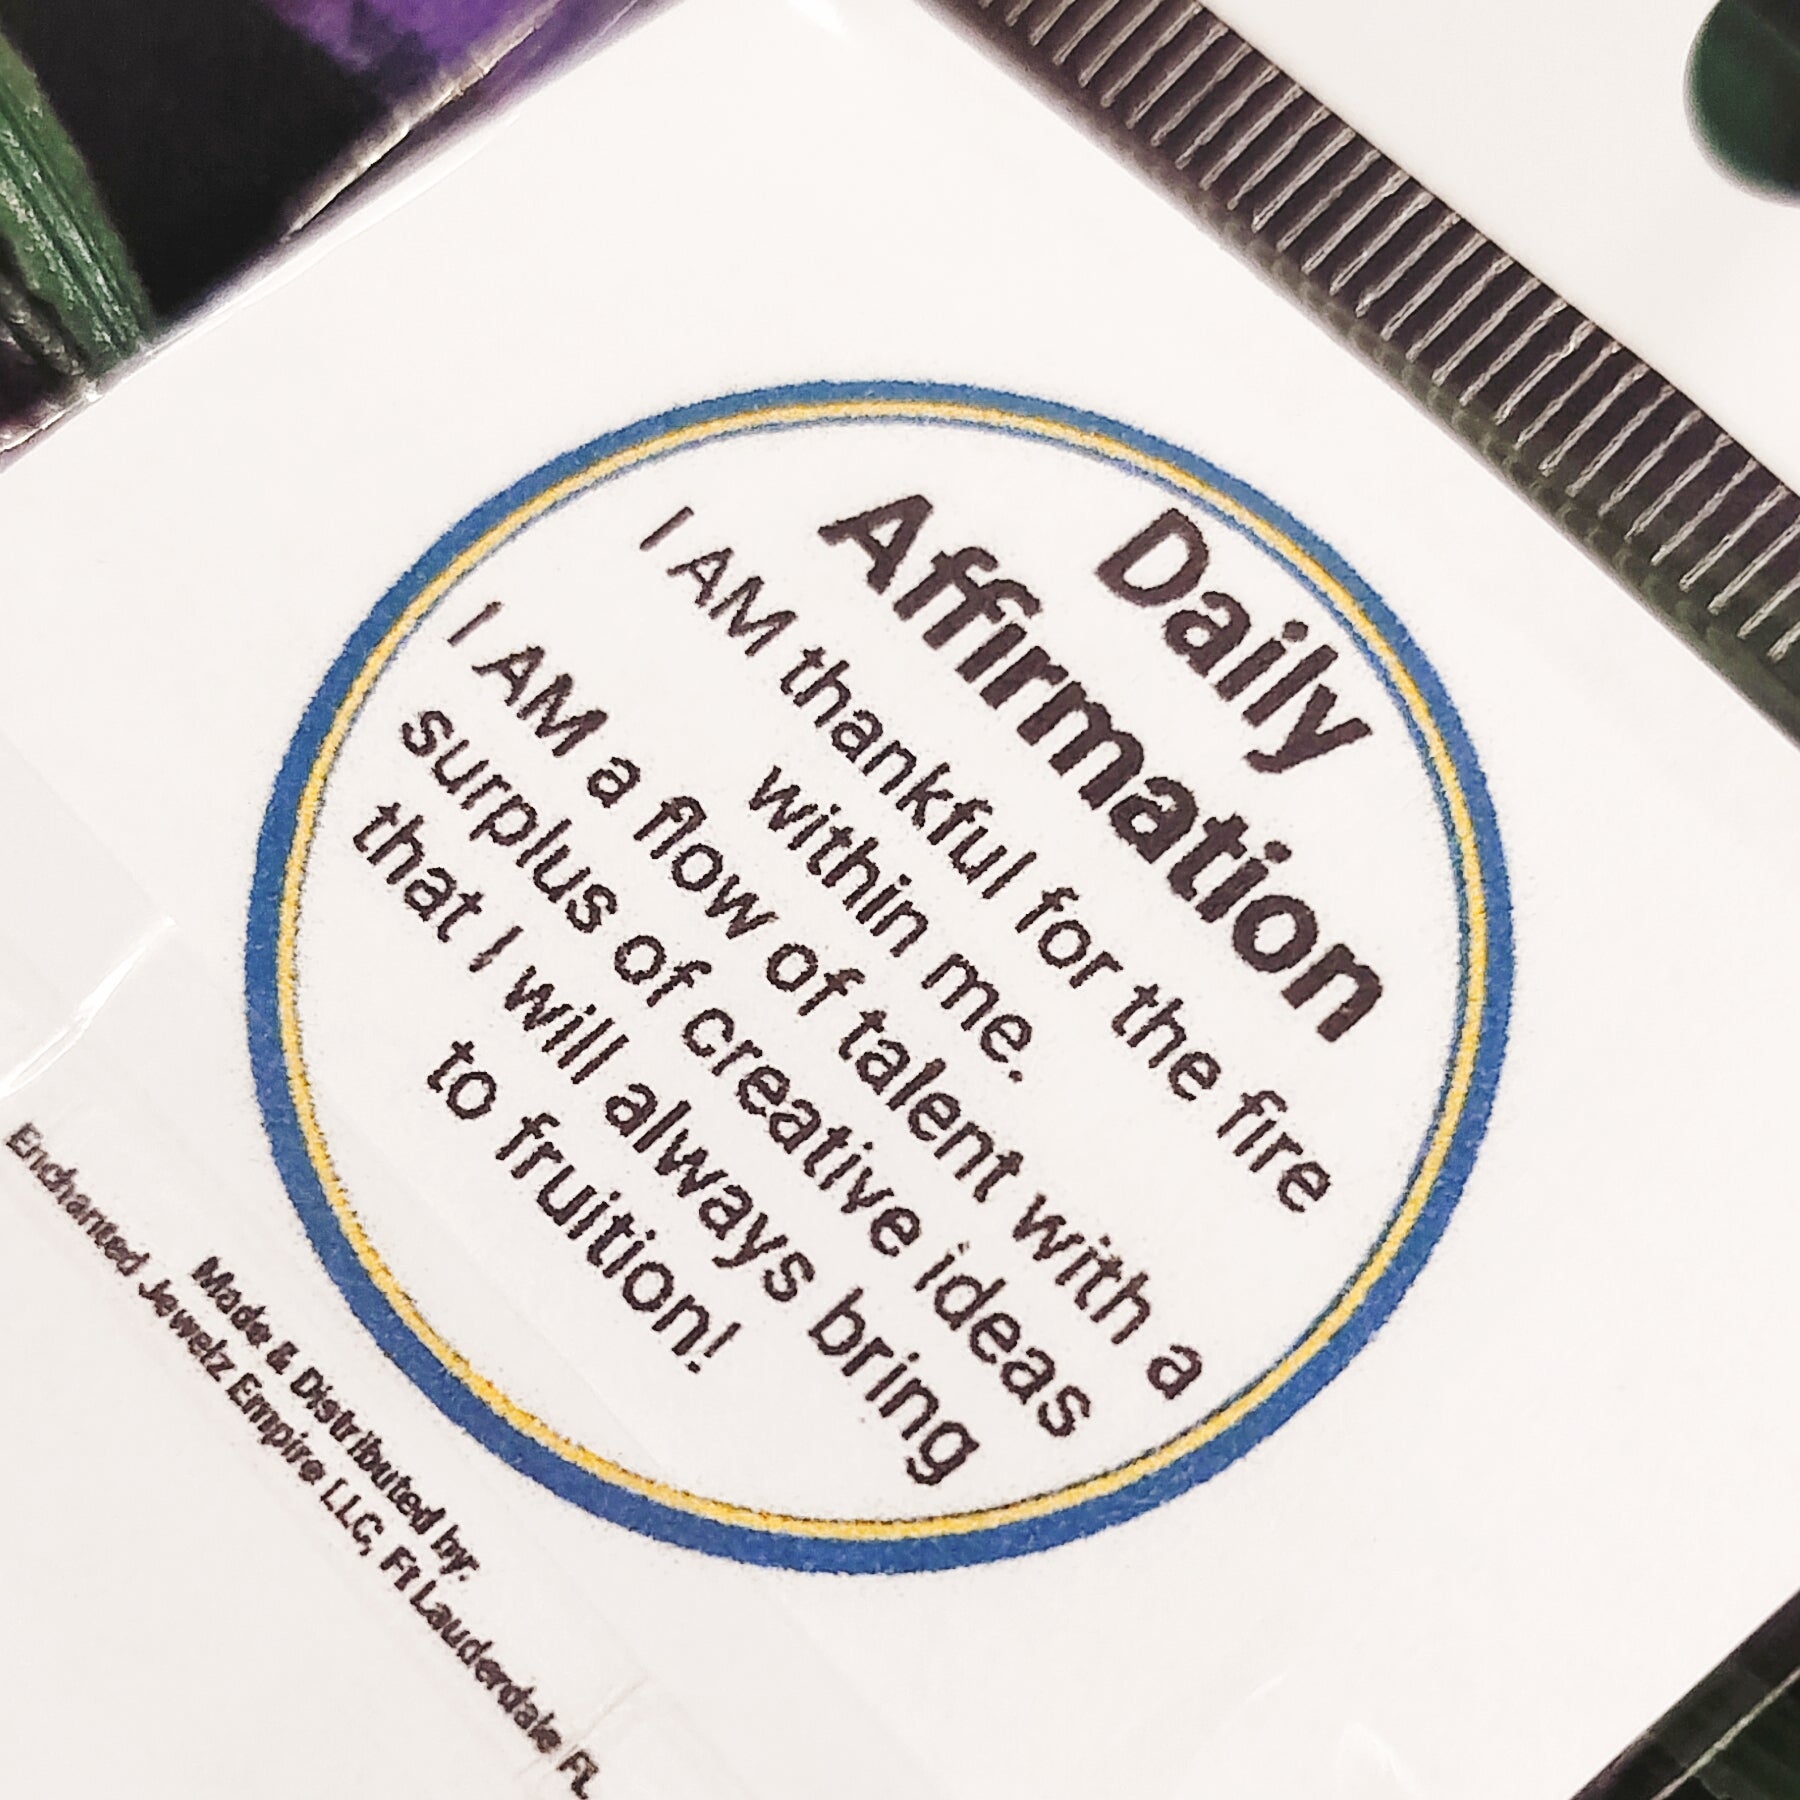 Daily
Affirmation
I AM thankful for the fire
within me.
I AM a flow of talent with a
surplus of creative ideas
that I will always bring
to fruition!
Made & Distributed by:
Enchanted Jewelz Empire LLC, Ft Lauderdale FL